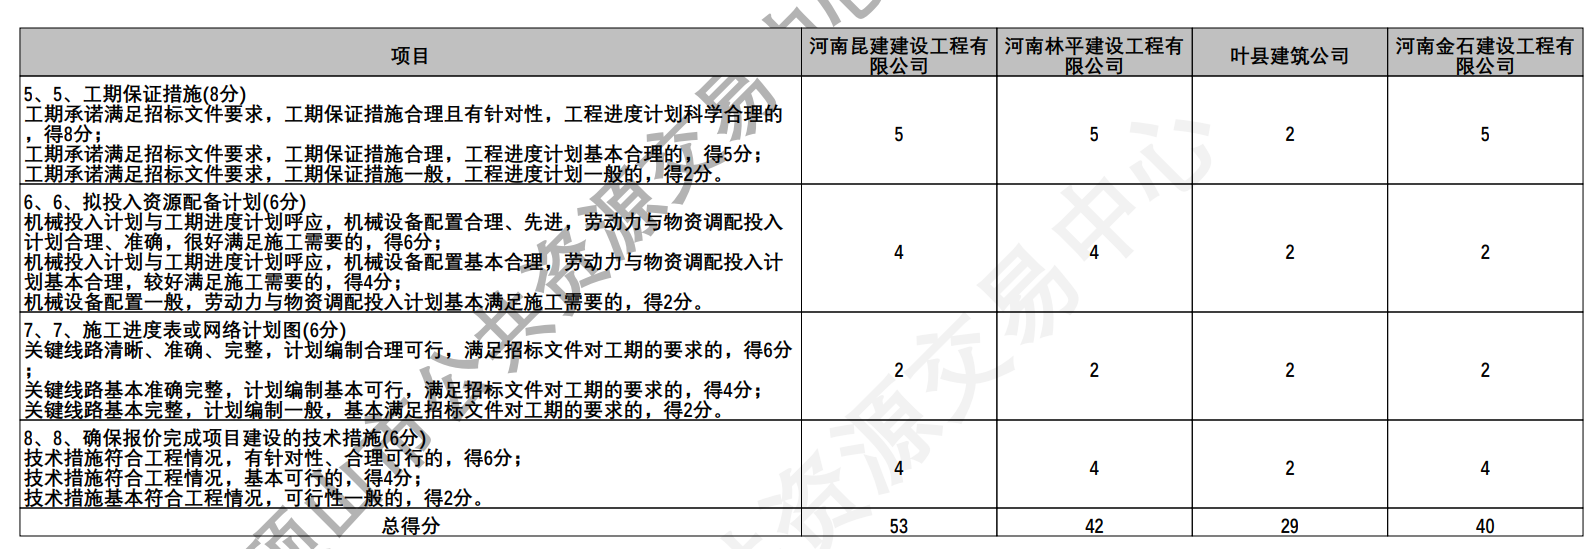 项目
河南昆建建设工程有
限公司
河南林平建设工程有
限公司
叶县建筑公司
河南金石建设工程有
限公司
5、5、工期保证措施(8分)
工期承诺满足招标文件要求，工期保证措施合理且有针对性，工程进度计划科学合理的
，得8分；
工期承诺满足招标文件要求，工期保证措施合理，工程进度计划基本合理的，得5分；
工期承诺满足招标文件要求，工期保证措施一般，工程进度计划一般的，得2分。
5
5
2
5
6、6、拟投入资源配备计划(6分)
机械投入计划与工期进度计划呼应，机械设备配置合理、先进，劳动力与物资调配投入
计划合理、准确，很好满足施工需要的，得6分；
机械投入计划与工期进度计划呼应，机械设备配置基本合理，劳动力与物资调配投入计
划基本合理，较好满足施工需要的，得4分；
机械设备配置一般，劳动力与物资调配投入计划基本满足施工需要的，得2分。
4
4
2
2
7、7、施工进度表或网络计划图(6分)
关键线路清晰、准确、完整，计划编制合理可行，满足招标文件对工期的要求的，得6分
；
关键线路基本准确完整，计划编制基本可行，满足招标文件对工期的要求的，得4分；
关键线路基本完整，计划编制一般，基本满足招标文件对工期的要求的，得2分。
2
2
2
2
8、8、确保报价完成项目建设的技术措施(6分)
技术措施符合工程情况，有针对性、合理可行的，得6分；
技术措施符合工程情况，基本可行的，得4分；
技术措施基本符合工程情况，可行性一般的，得2分。
4
4
2
4
总得分
53
42
29
40
顶山市公共资源交易中心
共资源交易中心